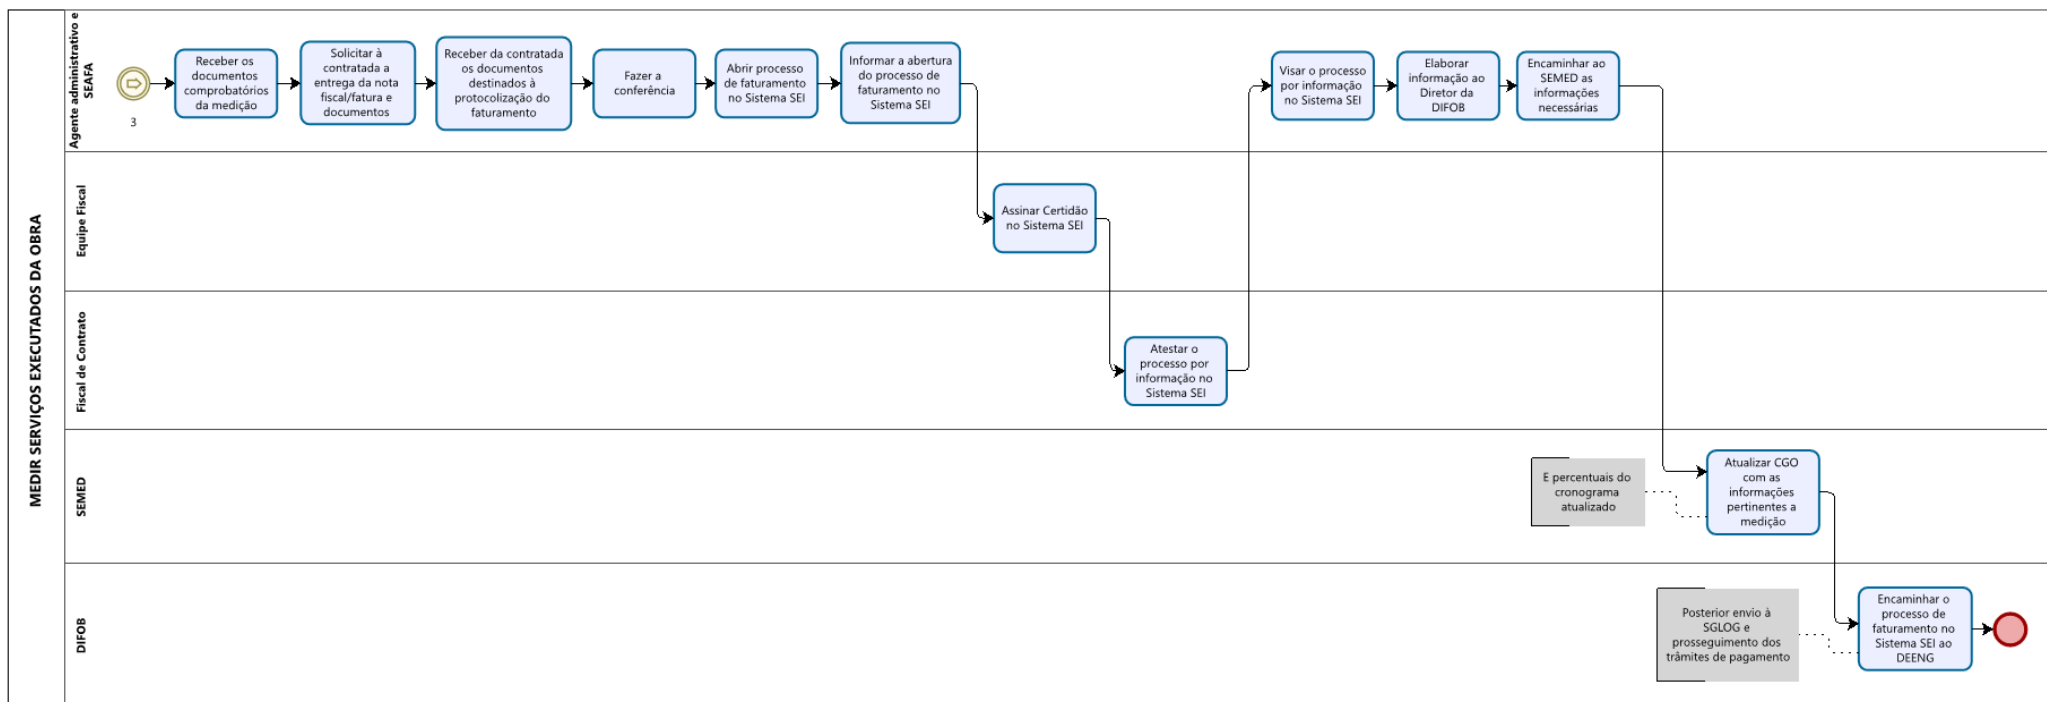 MEDIR SERVIÇOS EXECUTADOS DA OBRA
Agente administrativo e
SEAFA
3
Receber os
documentos
comprobatórios
da medição
Solicitar à
contratada a
entrega da nota
fiscal/fatura e
documentos
Receber da contratada
os documentos
destinados à
protocolização do
faturamento
Fazer a
conferência
Abrir processo
de faturamento
no Sistema SEI
Informar a abertura
do processo de
faturamento no
Sistema SEI
Visar o processo
por informação
no Sistema SEI
Elaborar
informação ao
Diretor da
DIFOB
Encaminhar ao
SEMED as
informações
necessárias
Equipe Fiscal
Assinar Certidão
no Sistema SEI
Fiscal de Contrato
Atestar o
processo por
informação no
Sistema SEI
SEMED
E percentuais do
cronograma
atualizado
Atualizar CGO
com as
informações
pertinentes a
medição
DIFOB
Posterior envio à
SGLOG e
prosseguimento dos
trâmites de pagamento
Encaminhar o
processo de
faturamento no
Sistema SEI ao
DEENG